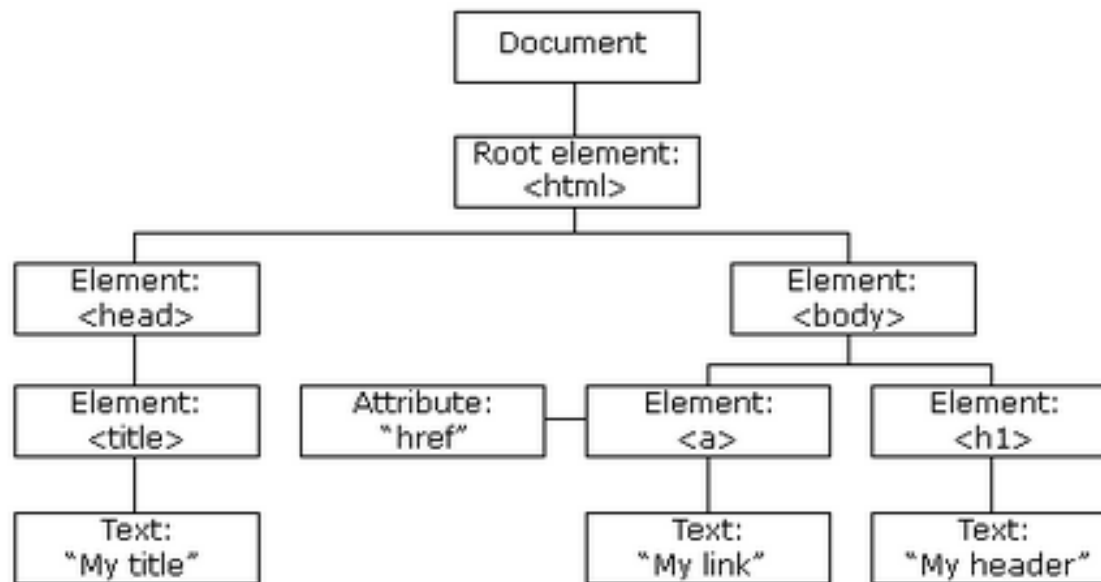 Document
Root element:
<html>
Element:
<head>
Element:
<body>
Element:
<title>
Attribute:
“href”
Element:
<a>
Element:
<h1>
Text:
“My title”
Text:
“My link”
Text:
“My header”